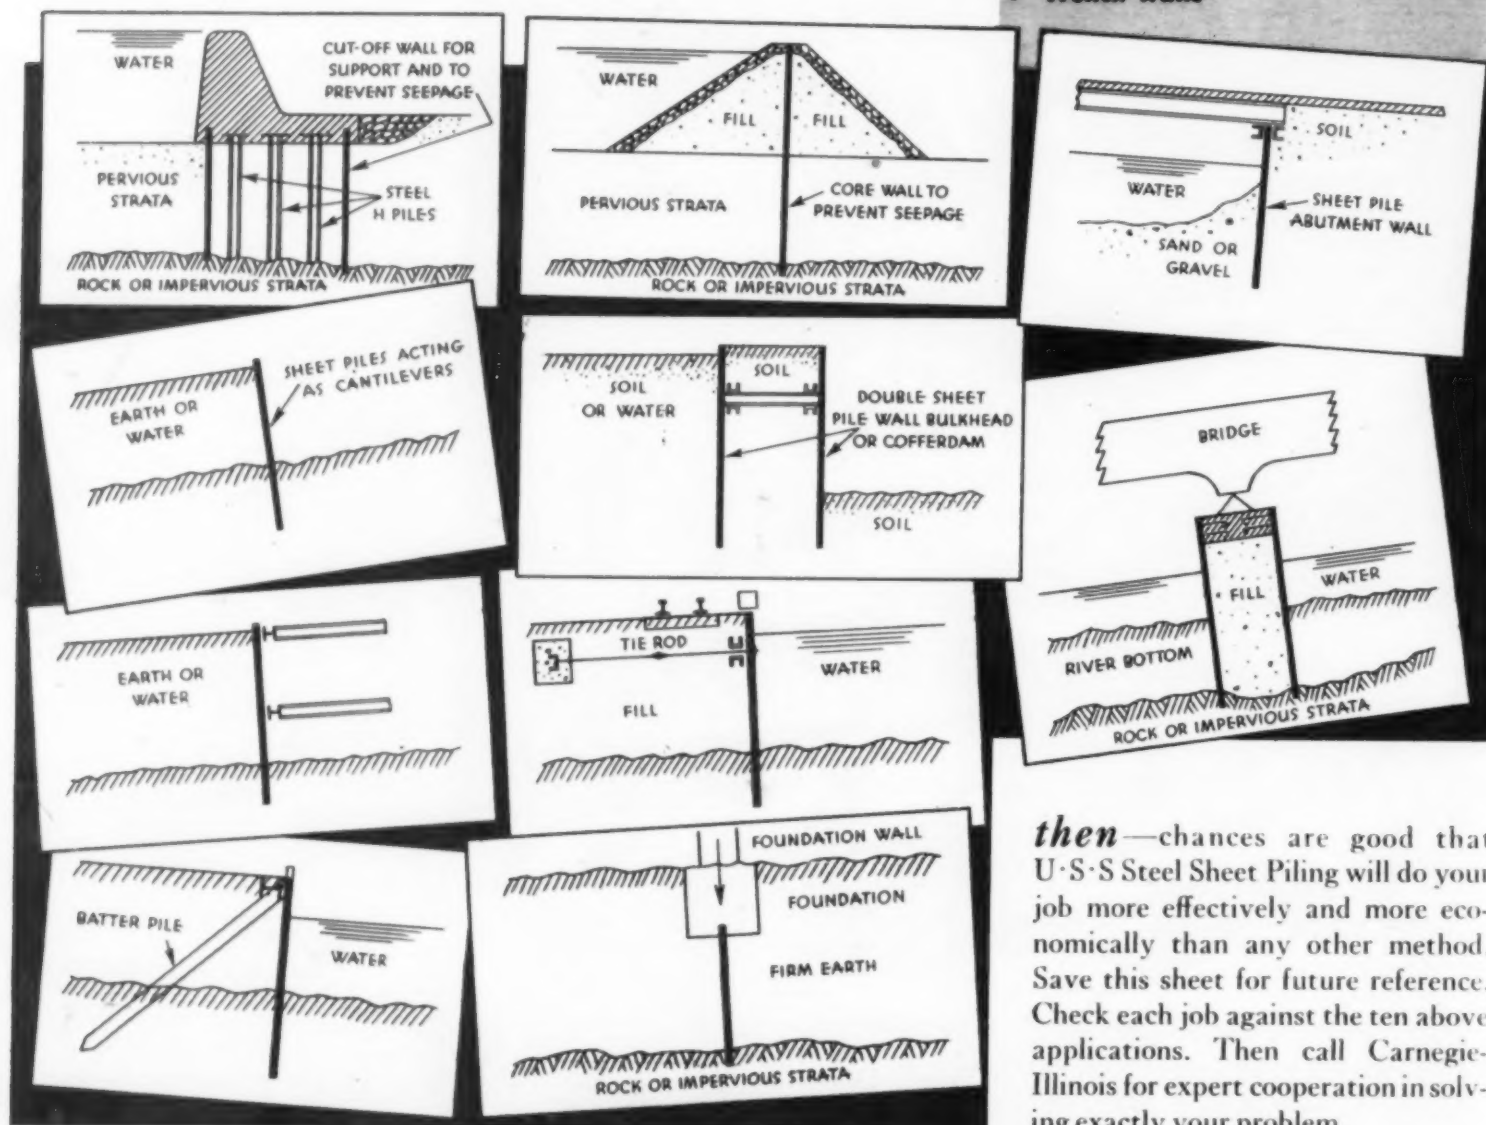 WATER
CUT-OFF WALL FOR
SUPPORT AND TO
PREVENT SEEPAGE
PERVIOUS
STRATA
STEEL
H PILES
ROCK OR IMPERVIOUS STRATA
WATER
FILL FILL
PERVIOUS STRATA
CORE WALL TO
PREVENT SEEPAGE
ROCK OR IMPERVIOUS STRATA
SOIL
WATER
SHEET PILE
ABUTMENT WALL
SAND OR
GRAVEL
SHEET PILES ACTING
AS CANTILEVERS
EARTH OR
WATER
SOIL
SOIL
OR WATER
DOUBLE SHEET
PILE WALL BULKHEAD
OR COFFERDAM
SOIL
BRIDGE
WATER
FILL
RIVER BOTTOM
ROCK OR IMPERVIOUS STRATA
EARTH OR
WATER
TIE ROD
WATER
FILL
BATTER PILE
WATER
FOUNDATION WALL
FOUNDATION
FIRM EARTH
ROCK OR IMPERVIOUS STRATA
then—chances are good that
U·S·S Steel Sheet Piling will do your
job more effectively and more eco-
nomically than any other method.
Save this sheet for future reference.
Check each job against the ten above
applications. Then call Carnegie-
Illinois for expert cooperation in solv-
ing exactly your problem